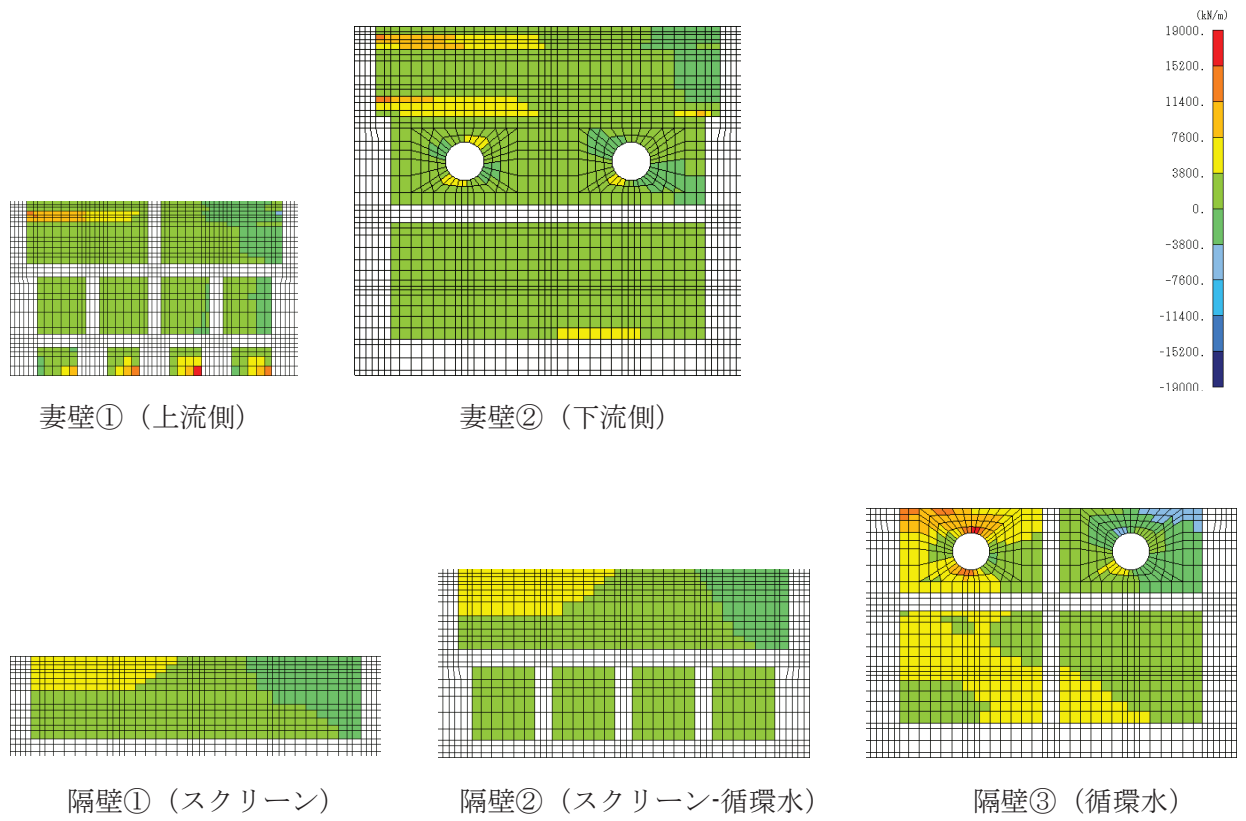 (kN/m)
19000.
15200.
11400.
7600.
3800.
0.
-3800.
-7600.
-11400.
-15200.
-19000.
妻壁①（上流側）
妻壁②（下流側）
隔壁①（スクリーン）
隔壁②（スクリーン-循環水）
隔壁③（循環水）